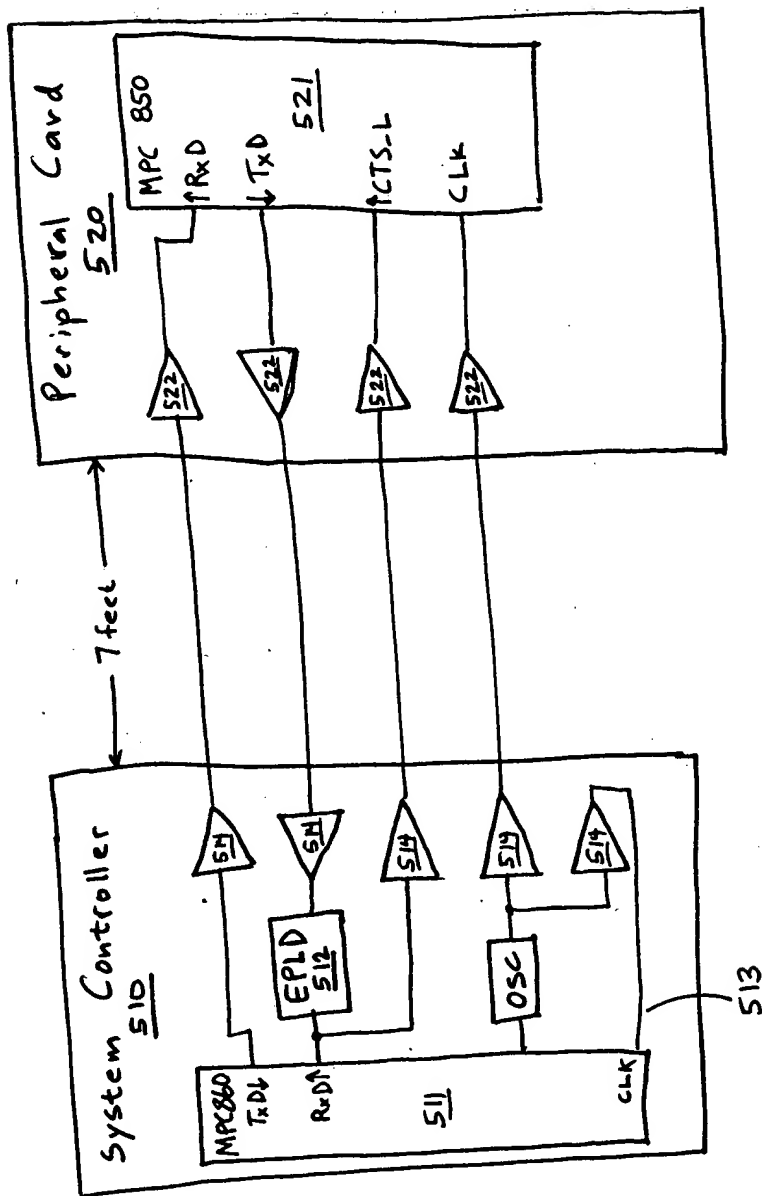 System Controller
510
MPC860
TxD↓
RxD↑
511
CLK
EPLD
512
OSC
514
514
514
514
514
513
← 7 feet →
Peripheral Card
520
522
522
522
522
MPC 850
↑RxD
↓TxD
521
↑CTS_L
CLK